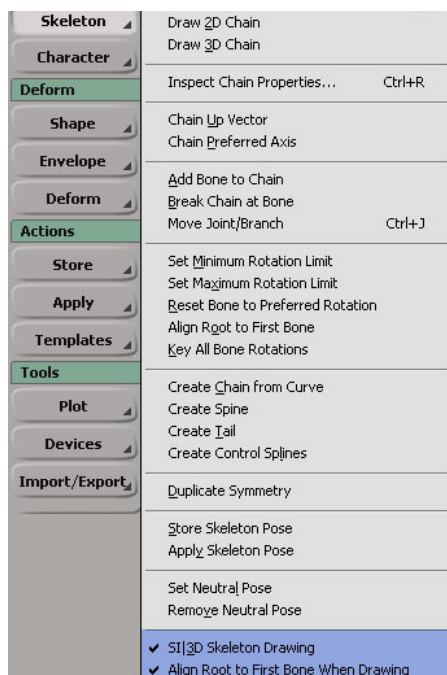 Skeleton
Character
Deform
Shape
Envelope
Deform
Actions
Store
Apply
Templates
Tools
Plot
Devices
Import/Export
Draw 2D Chain
Draw 3D Chain
Inspect Chain Properties... Ctrl+R
Chain Up Vector
Chain Preferred Axis
Add Bone to Chain
Break Chain at Bone
Move Joint/Branch Ctrl+J
Set Minimum Rotation Limit
Set Maximum Rotation Limit
Reset Bone to Preferred Rotation
Align Root to First Bone
Key All Bone Rotations
Create Chain from Curve
Create Spine
Create Tail
Create Control Splines
Duplicate Symmetry
Store Skeleton Pose
Apply Skeleton Pose
Set Neutral Pose
Remove Neutral Pose
SI|3D Skeleton Drawing
Align Root to First Bone When Drawing